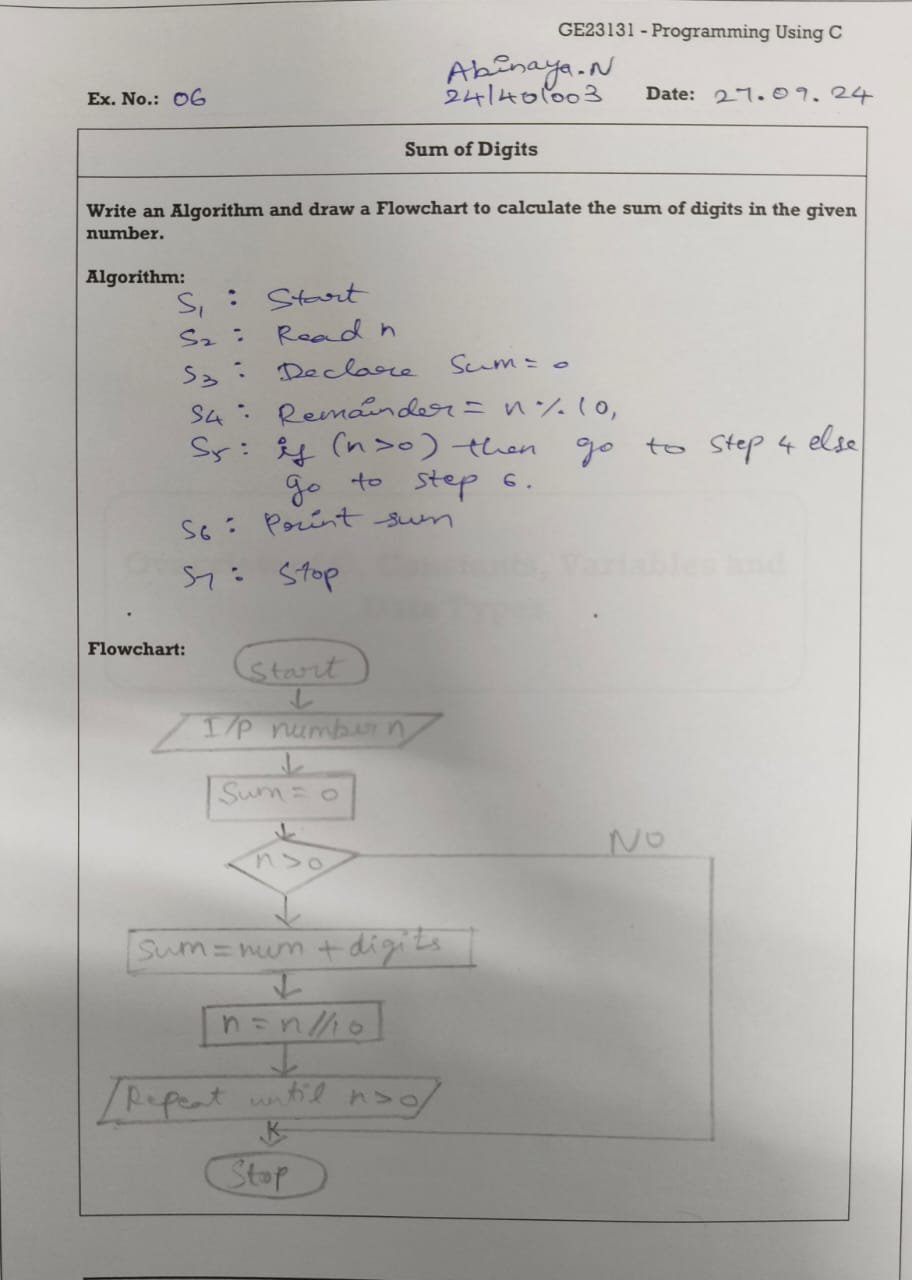 GE23131 - Programming Using C
Abinaya.N
Ex. No.: 06 24/401003 Date: 27.09.24
Sum of Digits
Write an Algorithm and draw a Flowchart to calculate the sum of digits in the given
number.
Algorithm:
S1 : Start
S2 : Read n
S3 : Declare Sum = 0
S4 : Remainder = n % 10,
S5 : if (n>0) then go to step 4 else
go to step 6.
S6 : Print sum
S7 : Stop
Flowchart:
Start
I/P number n
Sum = 0
NO
n>0
Sum = num + digits
n = n//10
Repeat until n>0
Stop